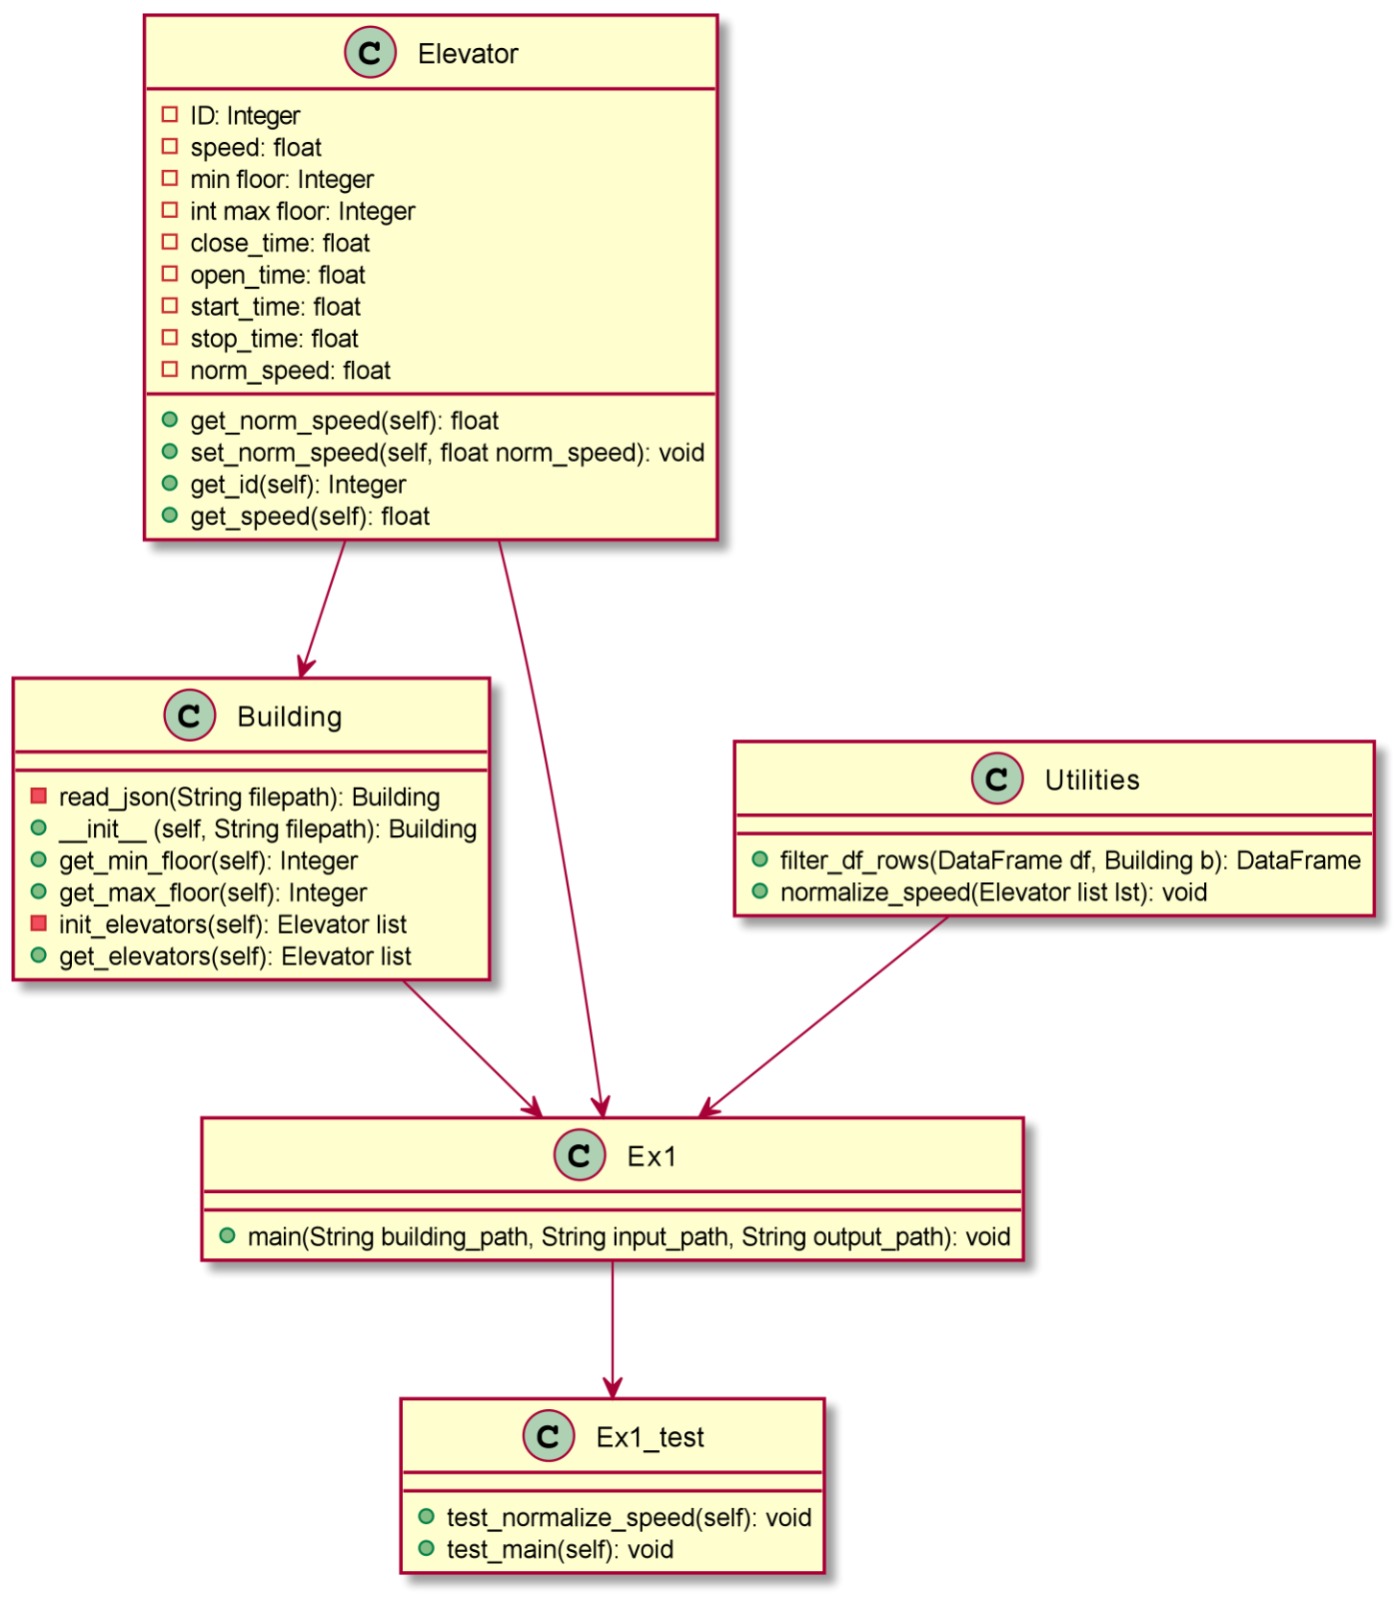 C Elevator
ID: Integer
speed: float
min floor: Integer
int max floor: Integer
close_time: float
open_time: float
start_time: float
stop_time: float
norm_speed: float
get_norm_speed(self): float
set_norm_speed(self, float norm_speed): void
get_id(self): Integer
get_speed(self): float
C Building
read_json(String filepath): Building
__init__ (self, String filepath): Building
get_min_floor(self): Integer
get_max_floor(self): Integer
init_elevators(self): Elevator list
get_elevators(self): Elevator list
C Utilities
filter_df_rows(DataFrame df, Building b): DataFrame
normalize_speed(Elevator list lst): void
C Ex1
main(String building_path, String input_path, String output_path): void
C Ex1_test
test_normalize_speed(self): void
test_main(self): void